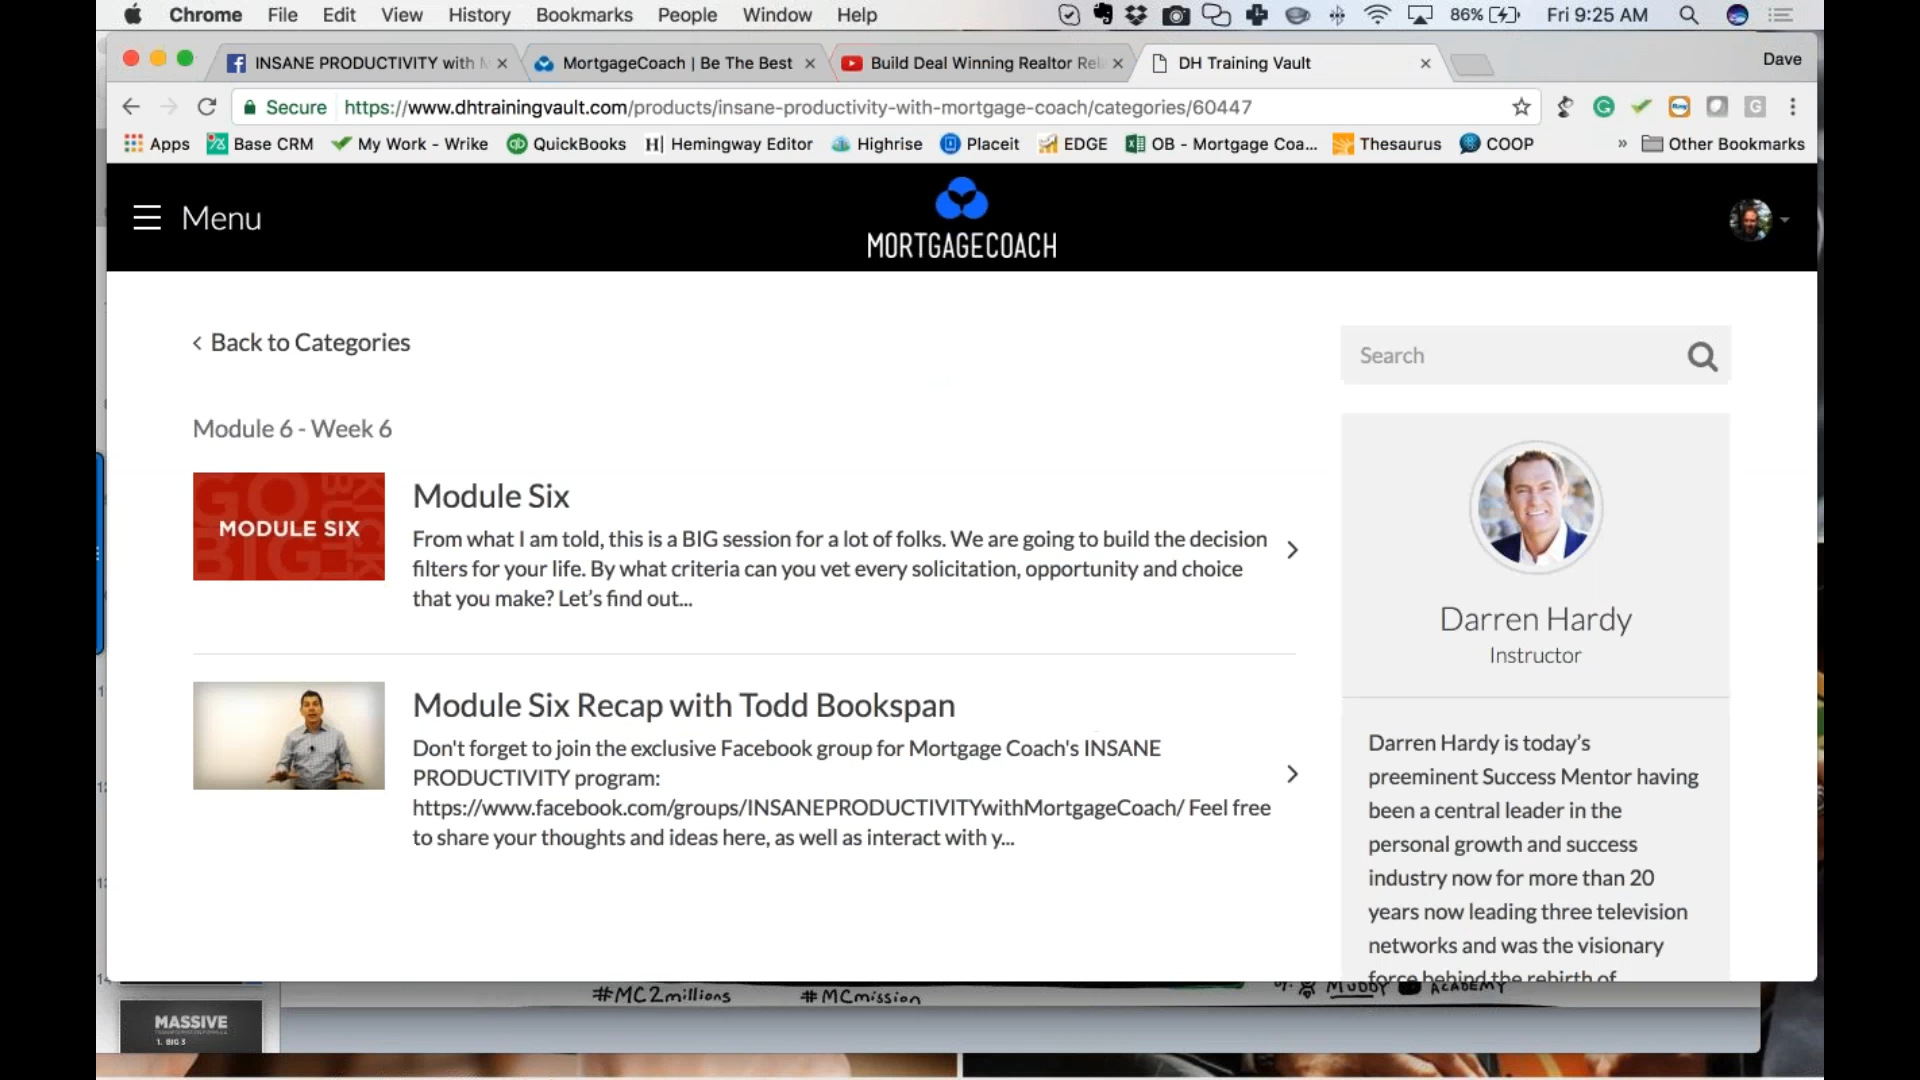 Chrome File Edit View History Bookmarks People Window Help 86% Fri 9:25 AM
INSANE PRODUCTIVITY with MortgageCoach | Be The Best Build Deal Winning Realtor Rel DH Training Vault Dave
Secure https://www.dhtrainingvault.com/products/insane-productivity-with-mortgage-coach/categories/60447
Apps Base CRM My Work - Wrike QuickBooks Hemingway Editor Highrise Placeit EDGE OB - Mortgage Coa... Thesaurus COOP » Other Bookmarks
Menu
MORTGAGECOACH
‹ Back to Categories
Search
Module 6 - Week 6
MODULE SIX
Module Six
From what I am told, this is a BIG session for a lot of folks. We are going to build the decision
filters for your life. By what criteria can you vet every solicitation, opportunity and choice
that you make? Let's find out...
Module Six Recap with Todd Bookspan
Don't forget to join the exclusive Facebook group for Mortgage Coach's INSANE
PRODUCTIVITY program:
https://www.facebook.com/groups/INSANEPRODUCTIVITYwithMortgageCoach/ Feel free
to share your thoughts and ideas here, as well as interact with y...
Darren Hardy
Instructor
Darren Hardy is today's
preeminent Success Mentor having
been a central leader in the
personal growth and success
industry now for more than 20
years now leading three television
networks and was the visionary
force behind the rebirth of
#MC2millions #MCmission MUDDY ACADEMY
MASSIVE
1. BIG 3